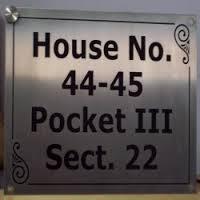 House No.
44-45
Pocket III
Sect. 22